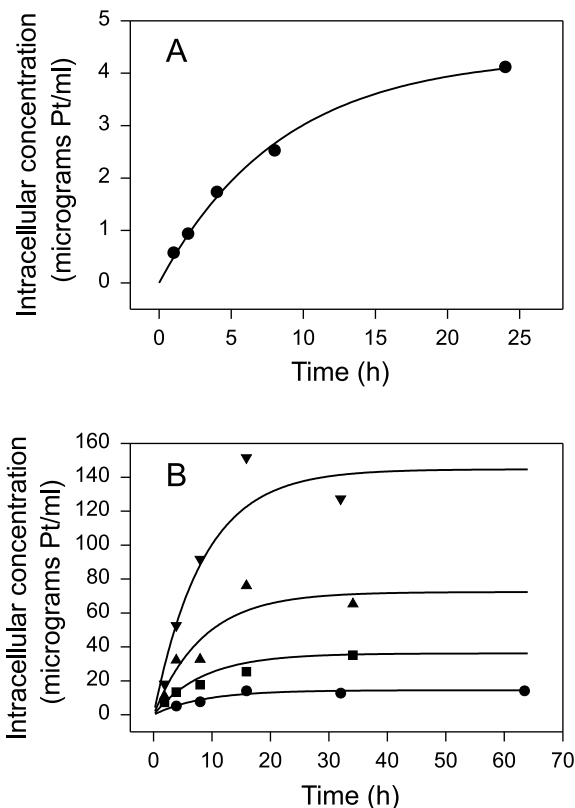 A
Intracellular concentration
(micrograms Pt/ml)
5
4
3
2
1
0
0 5 10 15 20 25
Time (h)
B
Intracellular concentration
(micrograms Pt/ml)
160
140
120
100
80
60
40
20
0
0 10 20 30 40 50 60 70
Time (h)